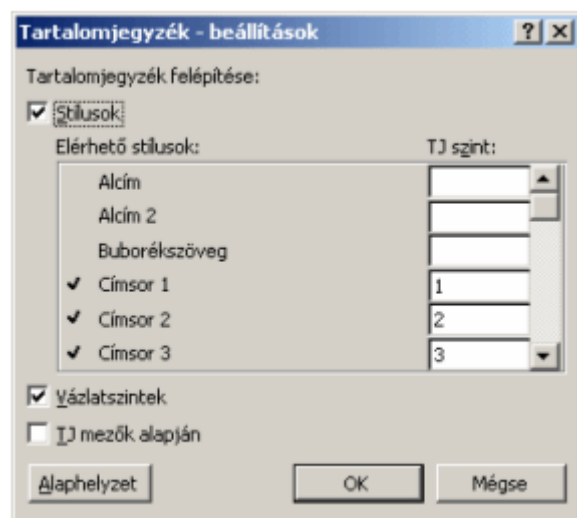 Tartalomjegyzék - beállítások
Tartalomjegyzék felépítése:
Stílusok
Elérhető stílusok: TJ szint:
Alcím
Alcím 2
Buborékszöveg
Címsor 1 1
Címsor 2 2
Címsor 3 3
Vázlatszintek
TJ mezők alapján
Alaphelyzet OK Mégse